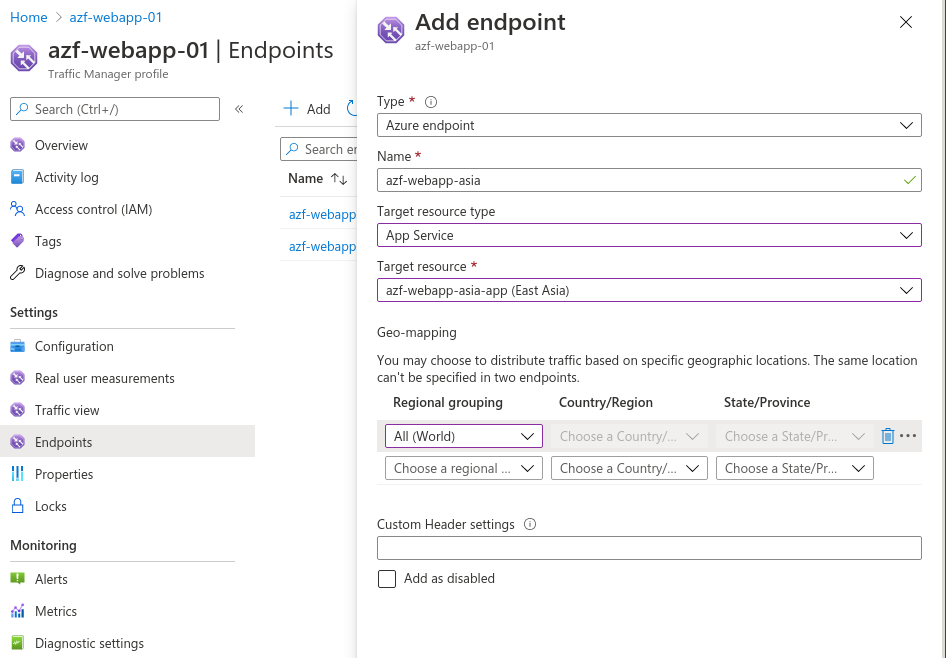 Home > azf-webapp-01
azf-webapp-01 | Endpoints
Traffic Manager profile
Search (Ctrl+/)
«
Overview
Activity log
Access control (IAM)
Tags
Diagnose and solve problems
Settings
Configuration
Real user measurements
Traffic view
Endpoints
Properties
Locks
Monitoring
Alerts
Metrics
Diagnostic settings
Add
Search
Name ↑↓
azf-webapp
azf-webapp
Add endpoint
azf-webapp-01
Type *
Azure endpoint
Name *
azf-webapp-asia
Target resource type
App Service
Target resource *
azf-webapp-asia-app (East Asia)
Geo-mapping
You may choose to distribute traffic based on specific geographic locations. The same location
can't be specified in two endpoints.
Regional grouping Country/Region State/Province
All (World) Choose a Country/... Choose a State/Pr...
Choose a regional ... Choose a Country/... Choose a State/Pr...
Custom Header settings
Add as disabled